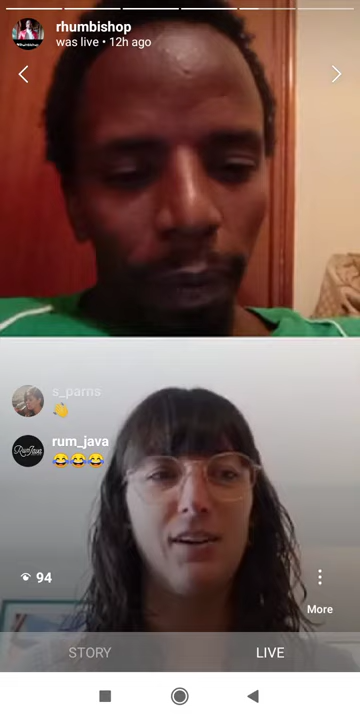 rhumbishop
was live • 12h ago
s_parns
rum_java
94
More
STORY
LIVE